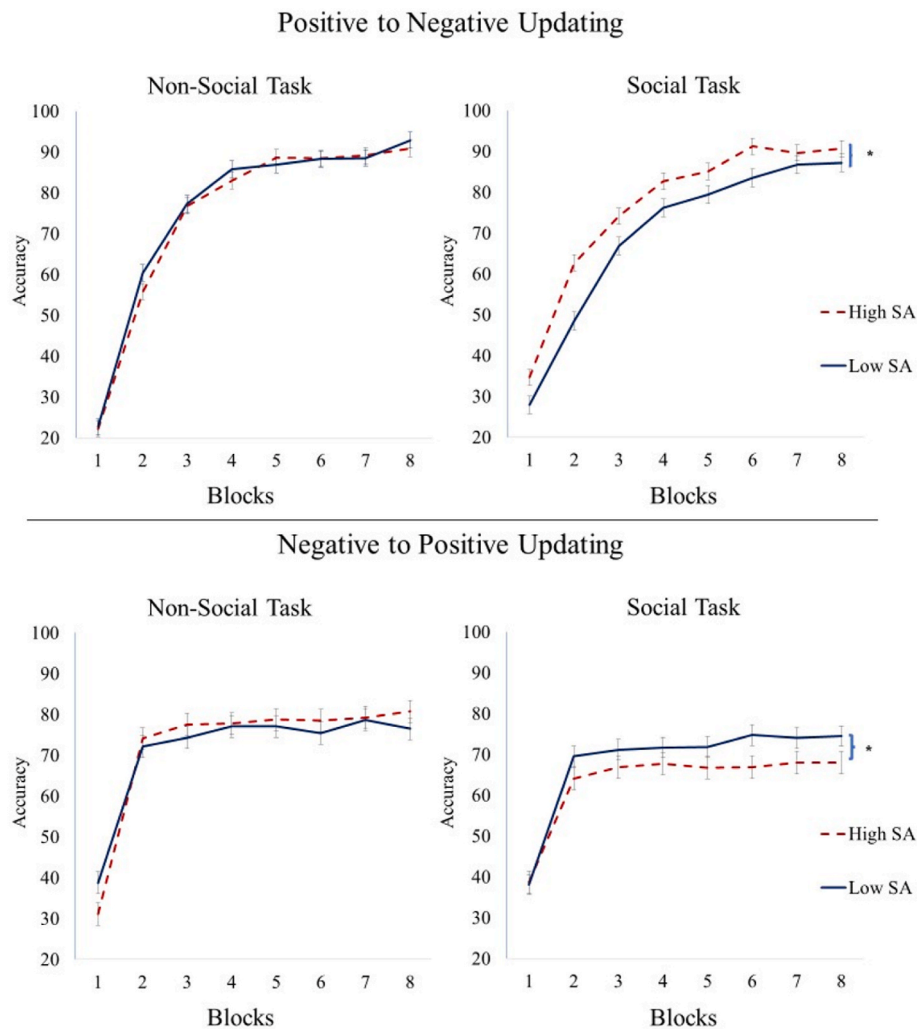 Positive to Negative Updating
Non-Social Task
Social Task
100
90
80
70
60
50
40
30
20
Accuracy
1 2 3 4 5 6 7 8
Blocks
100
90
80
70
60
50
40
30
20
Accuracy
1 2 3 4 5 6 7 8
Blocks
*
High SA
Low SA
Negative to Positive Updating
Non-Social Task
Social Task
100
90
80
70
60
50
40
30
20
Accuracy
1 2 3 4 5 6 7 8
Blocks
100
90
80
70
60
50
40
30
20
Accuracy
1 2 3 4 5 6 7 8
Blocks
*
High SA
Low SA